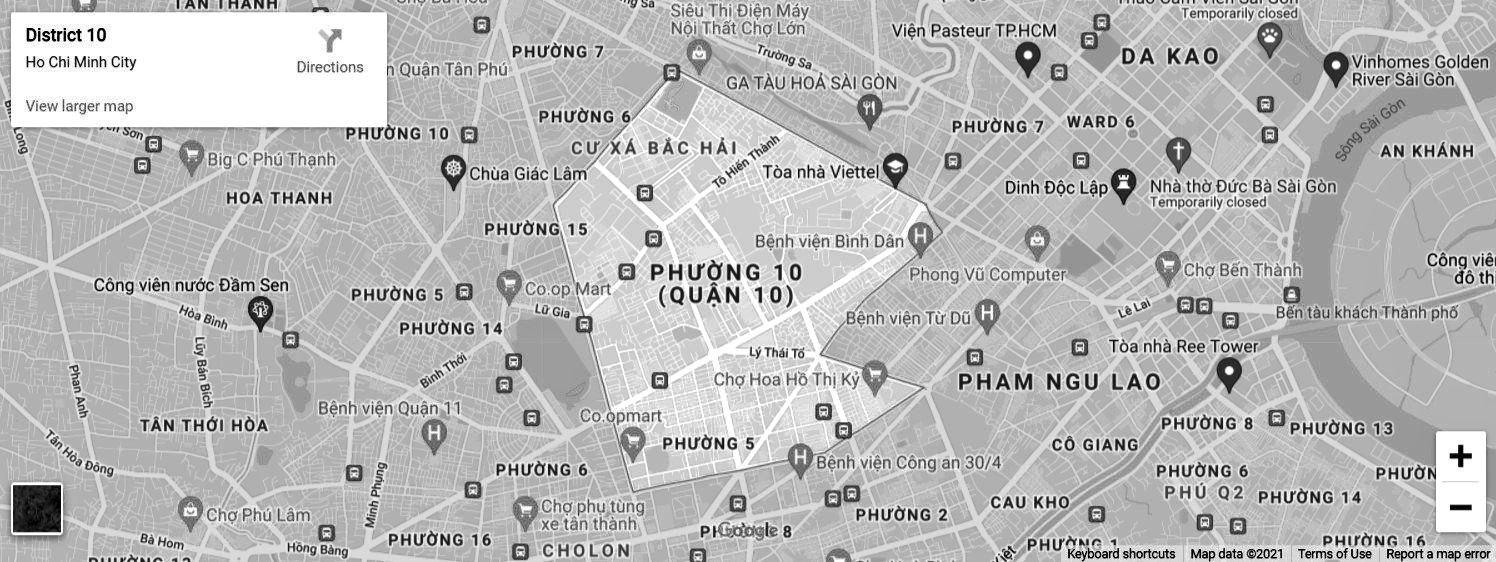 TÂN THÀNH
District 10
Ho Chi Minh City
Directions
View larger map
Siêu Thị Điện Máy
Nội Thất Chợ Lớn
Trường Sa
Viện Pasteur TP.HCM
Temporarily closed
DA KAO
Vinhomes Golden
River Sài Gòn
PHƯỜNG 7
n Quận Tân Phú
GA TÀU HOẢ SÀI GÒN
Sông Sài Gòn
PHƯỜNG 6
PHƯỜNG 10
PHƯỜNG 7
WARD 6
AN KHÁNH
Big C Phú Thạnh
CƯ XÁ BẮC HẢI
Tô Hiến Thành
Chùa Giác Lâm
Tòa nhà Viettel
Dinh Độc Lập
Nhà thờ Đức Bà Sài Gòn
Temporarily closed
HOA THANH
PHƯỜNG 15
Bệnh viện Bình Dân
PHƯỜNG 10
(QUẬN 10)
Phong Vũ Computer
Chợ Bến Thành
Công viên nước Đầm Sen
PHƯỜNG 5
Co.op Mart
Lữ Gia
Lê Lai
Bến tàu khách Thành phố
Hòa Bình
PHƯỜNG 14
Bệnh viện Từ Dũ
Lũy Bán Bích
Bình Thới
Lý Thái Tổ
Tòa nhà Ree Tower
Phan Anh
Chợ Hoa Hồ Thị Kỷ
PHAM NGU LAO
Bệnh viện Quận 11
Co.opmart
TÂN THỚI HÒA
PHƯỜNG 5
PHƯỜNG 8
PHƯỜNG 13
CÔ GIANG
Tân Hòa Đông
PHƯỜNG 6
Bệnh viện Công an 30/4
PHƯỜNG 6
PHÚ Q2
PHƯỜNG 14
Minh Phụng
Chợ Phú Lâm
Chợ phụ tùng
xe tân thành
CAU KHO
PHƯỜNG 2
Google
8
Bà Hom
Hồng Bàng
PHƯỜNG 16
CHOLON
PHƯỜNG 1
PHƯỜNG 16
Keyboard shortcuts
Map data ©2021
Terms of Use
Report a map error